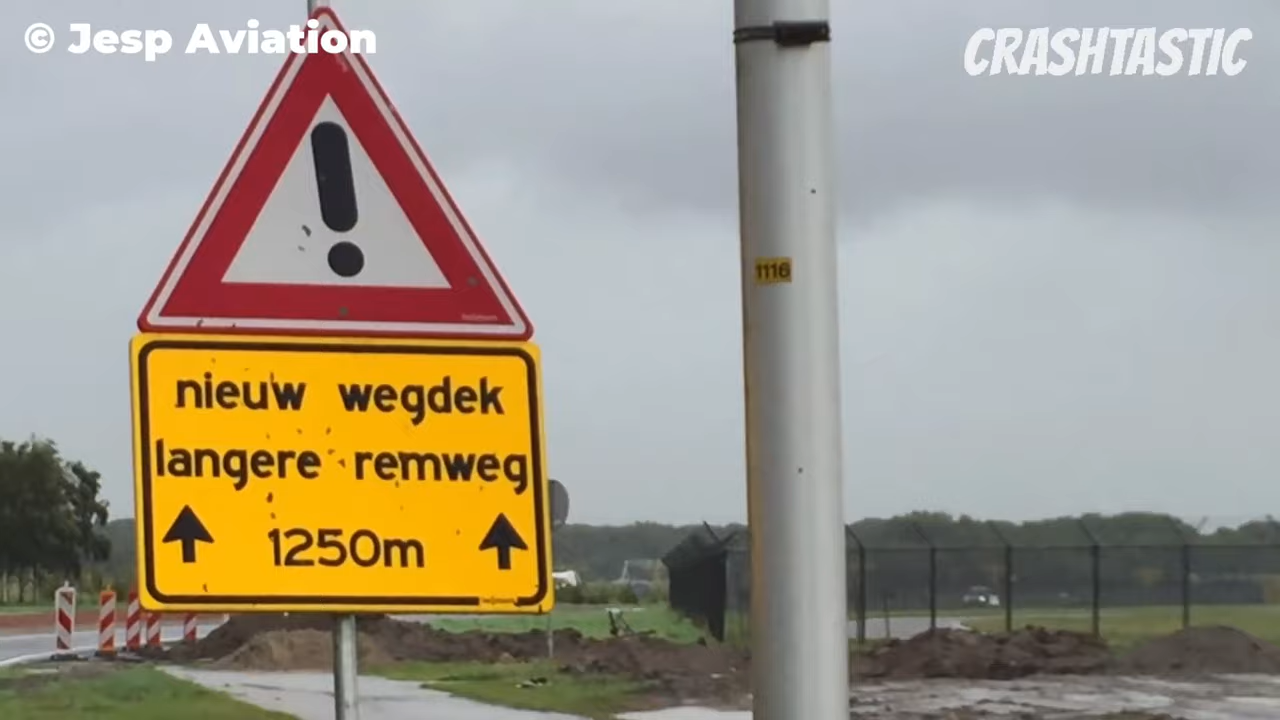 © Jesp Aviation
CRASHTASTIC
1116
nieuw wegdek
langere remweg
1250m